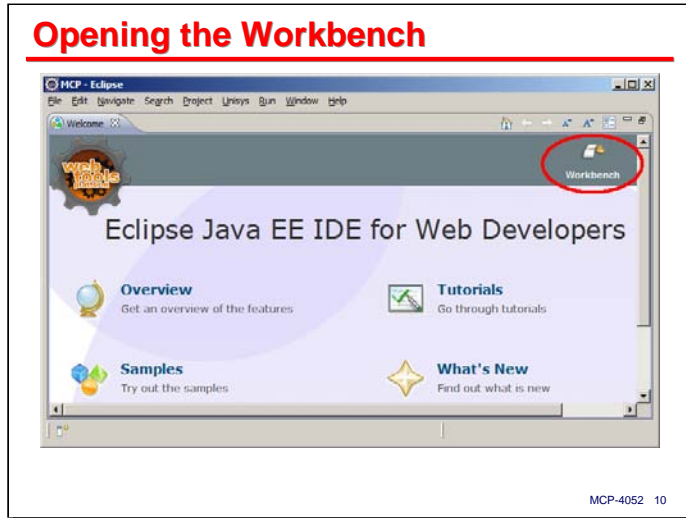 Opening the Workbench
MCP - Eclipse
File Edit Navigate Search Project Unisys Run Window Help
Welcome
web tools
Workbench
Eclipse Java EE IDE for Web Developers
Overview
Get an overview of the features
Tutorials
Go through tutorials
Samples
Try out the samples
What's New
Find out what is new
MCP-4052 10